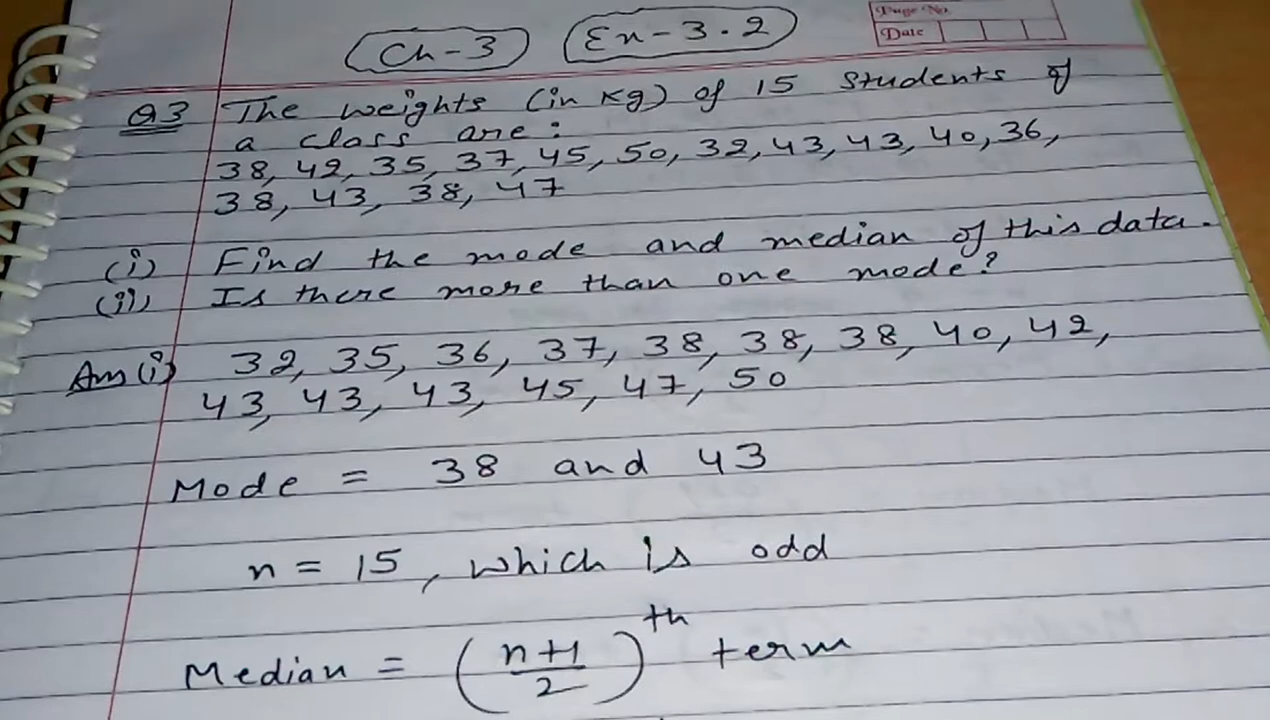 Ch-3 Ex-3.2
Page No.
Date
Q3 The weights (in Kg) of 15 students of
a class are:
38, 42, 35, 37, 45, 50, 32, 43, 43, 40, 36,
38, 43, 38, 47
(i) Find the mode and median of this data.
(ii) Is there more than one mode?
Ans (i) 32, 35, 36, 37, 38, 38, 38, 40, 42,
43, 43, 43, 45, 47, 50
Mode = 38 and 43
n = 15, which is odd
Median = (n+1/2)th term